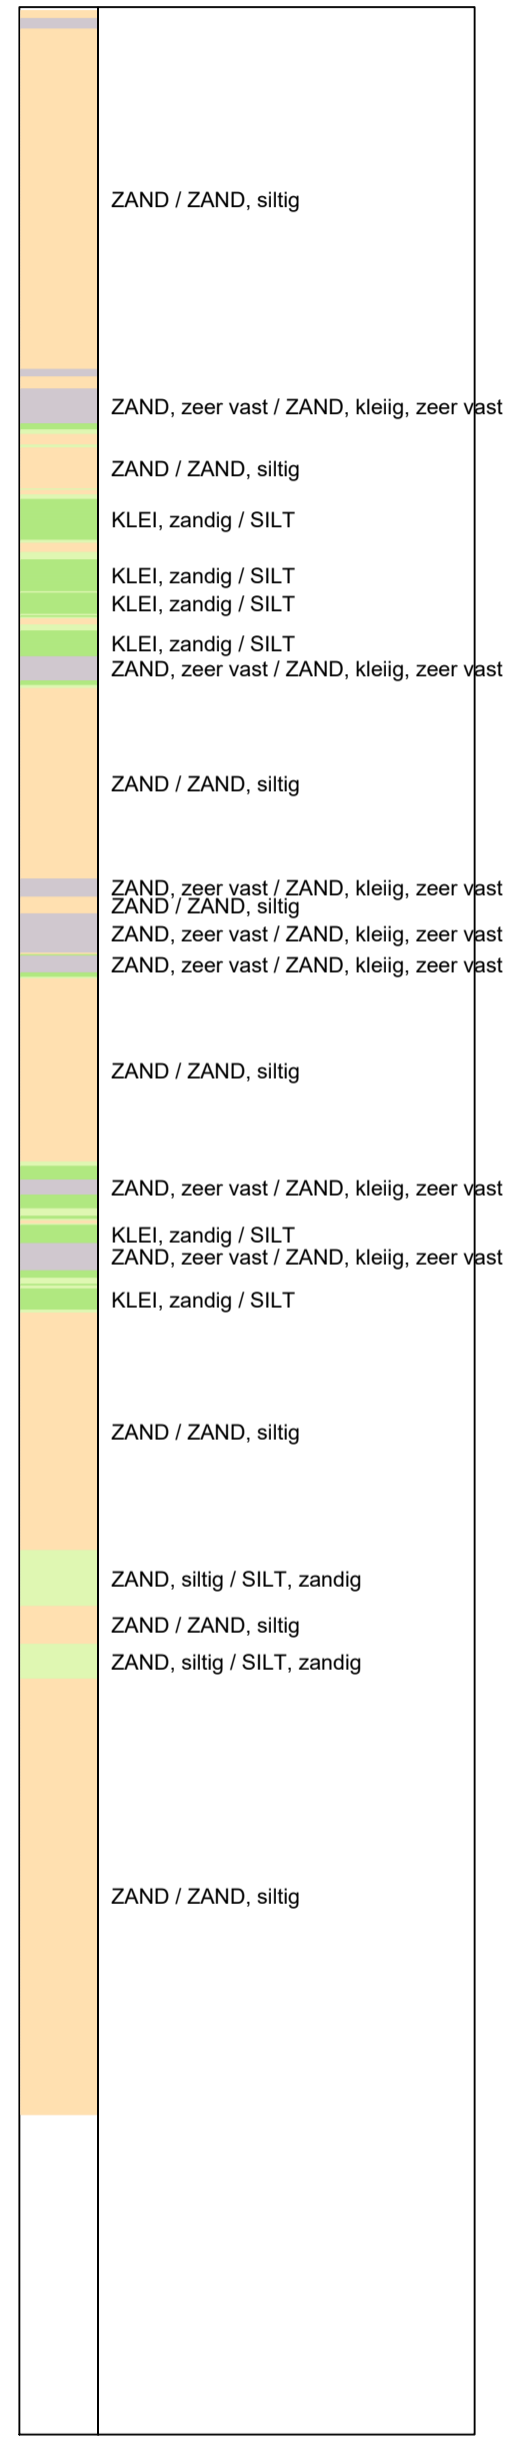 ZAND / ZAND, siltig
ZAND, zeer vast / ZAND, kleiig, zeer vast
ZAND / ZAND, siltig
KLEI, zandig / SILT
KLEI, zandig / SILT
KLEI, zandig / SILT
KLEI, zandig / SILT
ZAND, zeer vast / ZAND, kleiig, zeer vast
ZAND / ZAND, siltig
ZAND, zeer vast / ZAND, kleiig, zeer vast
ZAND / ZAND, siltig
ZAND, zeer vast / ZAND, kleiig, zeer vast
ZAND, zeer vast / ZAND, kleiig, zeer vast
ZAND / ZAND, siltig
ZAND, zeer vast / ZAND, kleiig, zeer vast
KLEI, zandig / SILT
ZAND, zeer vast / ZAND, kleiig, zeer vast
KLEI, zandig / SILT
ZAND / ZAND, siltig
ZAND, siltig / SILT, zandig
ZAND / ZAND, siltig
ZAND, siltig / SILT, zandig
ZAND / ZAND, siltig